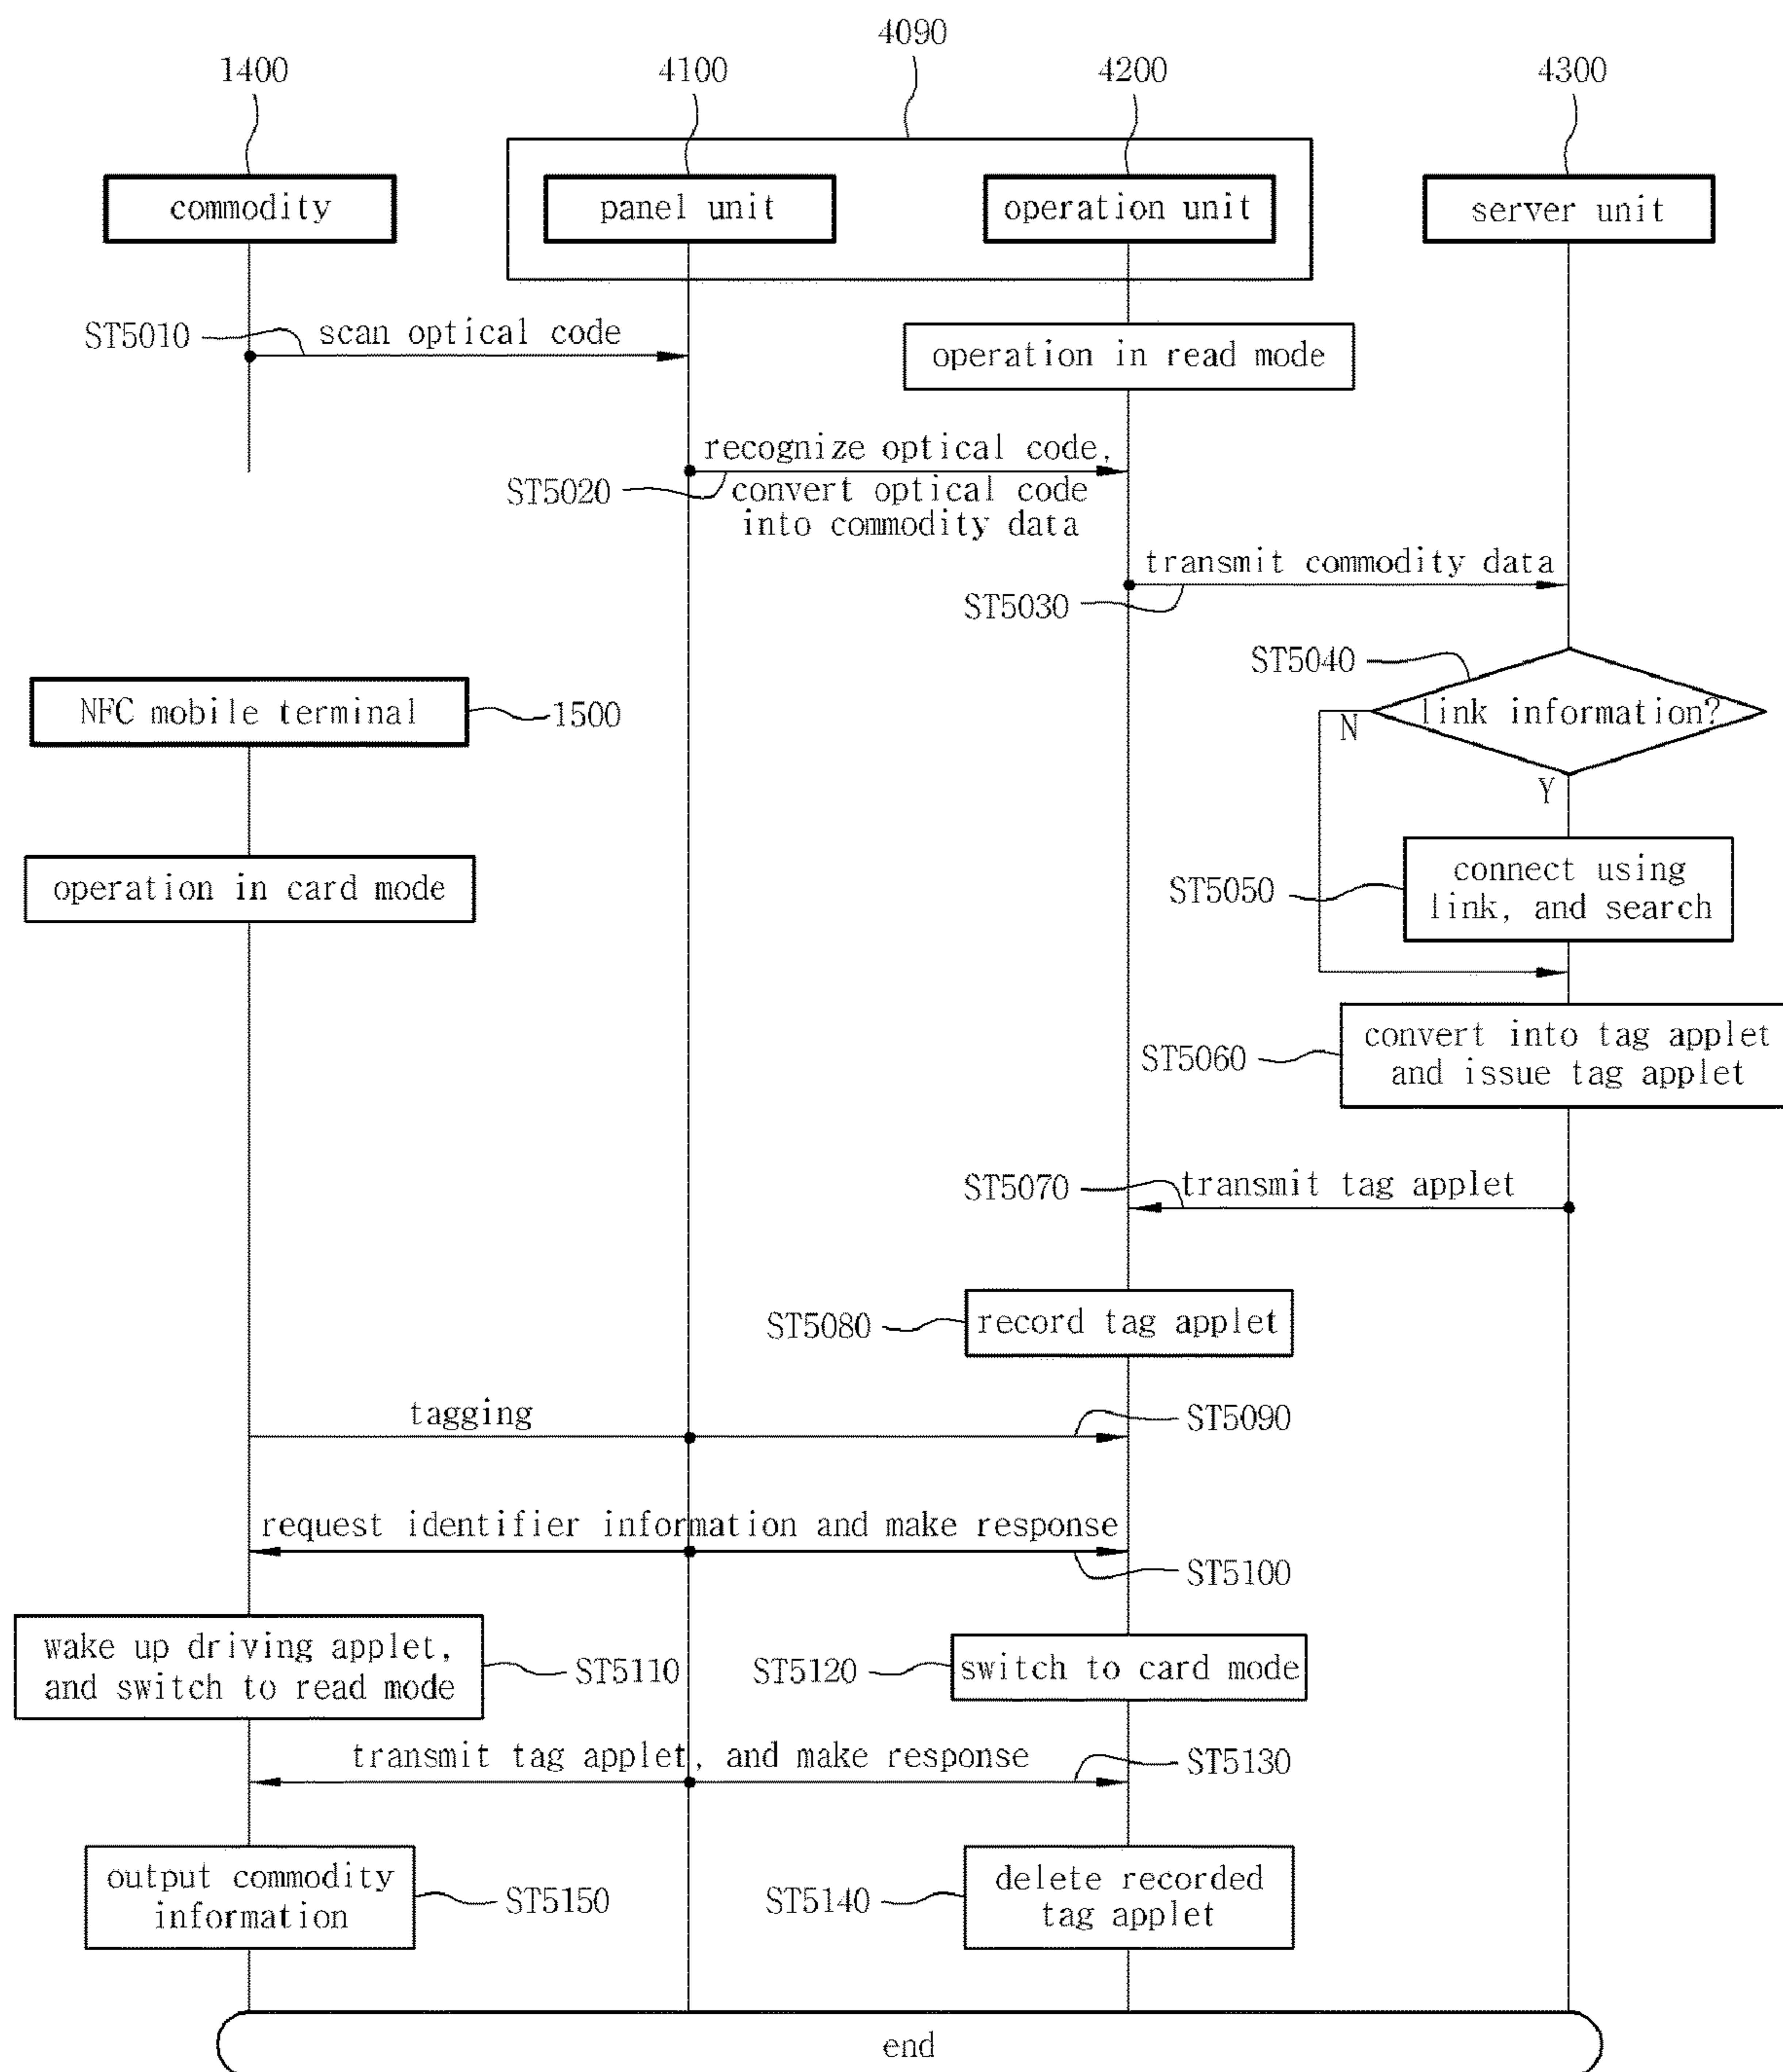 4090
1400
4100
4200
4300
commodity
panel unit
operation unit
server unit
ST5010
scan optical code
operation in read mode
recognize optical code,
ST5020
convert optical code
into commodity data
transmit commodity data
ST5030
ST5040
link information?
N
Y
NFC mobile terminal
1500
operation in card mode
ST5050
connect using
link, and search
ST5060
convert into tag applet
and issue tag applet
ST5070
transmit tag applet
ST5080
record tag applet
tagging
ST5090
request identifier information and make response
ST5100
wake up driving applet,
and switch to read mode
ST5110
ST5120
switch to card mode
transmit tag applet, and make response
ST5130
output commodity
information
ST5150
ST5140
delete recorded
tag applet
end